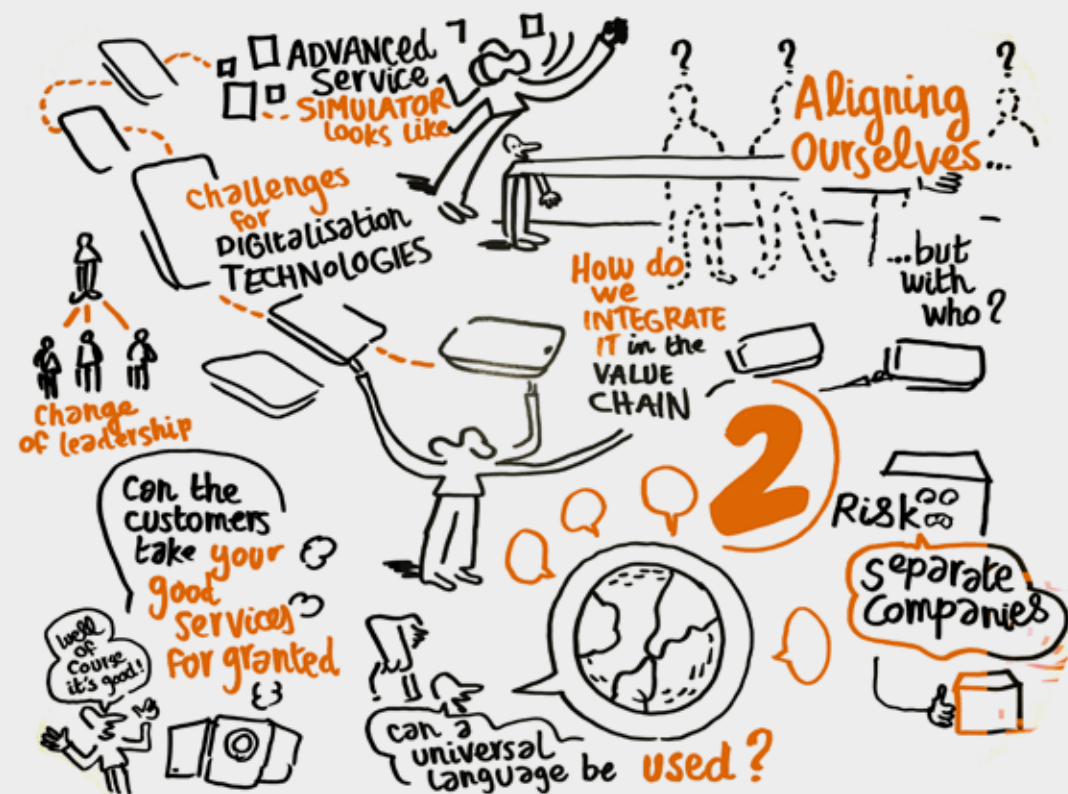 ADVANCED
Service
SIMULATOR
Looks Like
challenges
for
DIGItalisation
TECHNOLOGIES
?
?
?
Aligning
Ourselves...
...but
with
who?
How do
we
INTEGRATE
IT in the
VALUE
CHAIN
change
of leadership
2
can the
customers
take your
good
services
for granted
well
of
course
it's good!
Risk
separate
companies
can a
universal
language be used?